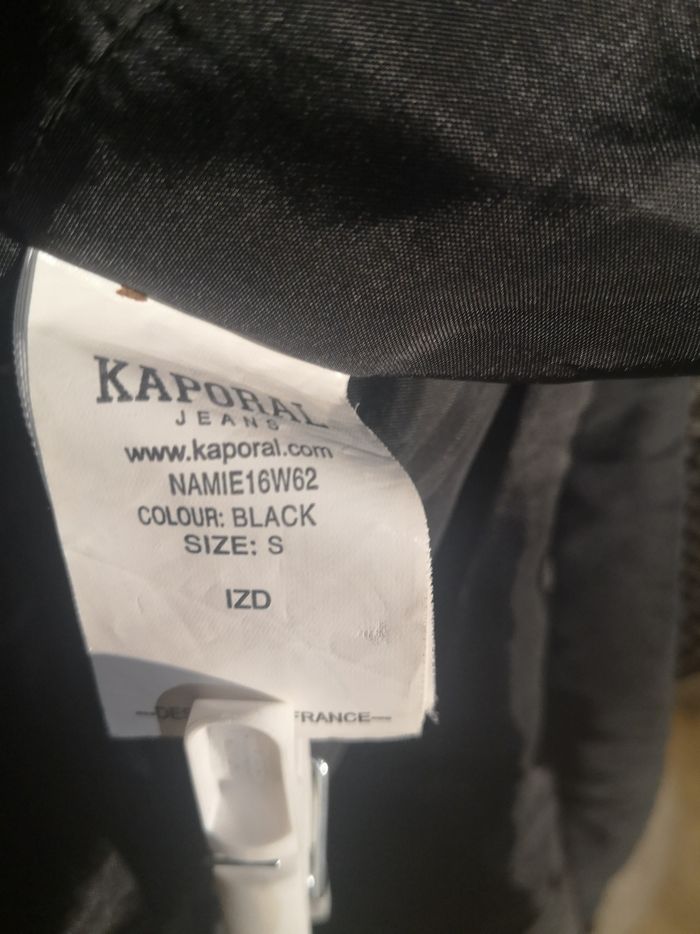 KAPORAL
JEANS
www.kaporal.com
NAMIE16W62
COLOUR: BLACK
SIZE: S
IZD
FRANCE—